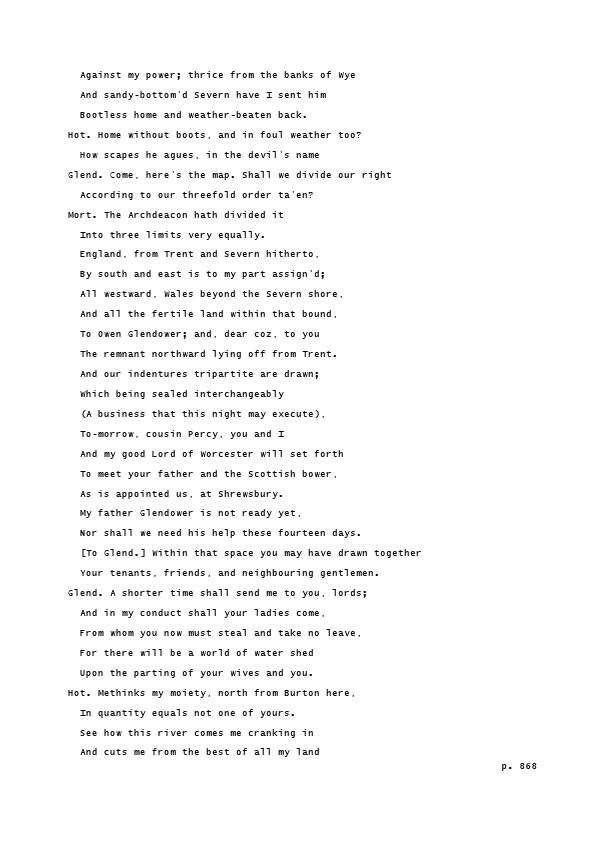 Against my power; thrice from the banks of Wye
And sandy-bottom'd Severn have I sent him
Bootless home and weather-beaten back.
Hot. Home without boots, and in foul weather too?
How scapes he agues, in the devil's name
Glend. Come, here's the map. Shall we divide our right
According to our threefold order ta'en?
Mort. The Archdeacon hath divided it
Into three limits very equally.
England, from Trent and Severn hitherto,
By south and east is to my part assign'd;
All westward, Wales beyond the Severn shore,
And all the fertile land within that bound,
To Owen Glendower; and, dear coz, to you
The remnant northward lying off from Trent.
And our indentures tripartite are drawn;
Which being sealed interchangeably
(A business that this night may execute),
To-morrow, cousin Percy, you and I
And my good Lord of Worcester will set forth
To meet your father and the Scottish bower,
As is appointed us, at Shrewsbury.
My father Glendower is not ready yet,
Nor shall we need his help these fourteen days.
[To Glend.] Within that space you may have drawn together
Your tenants, friends, and neighbouring gentlemen.
Glend. A shorter time shall send me to you, lords;
And in my conduct shall your ladies come,
From whom you now must steal and take no leave,
For there will be a world of water shed
Upon the parting of your wives and you.
Hot. Methinks my moiety, north from Burton here,
In quantity equals not one of yours.
See how this river comes me cranking in
And cuts me from the best of all my land
p. 868